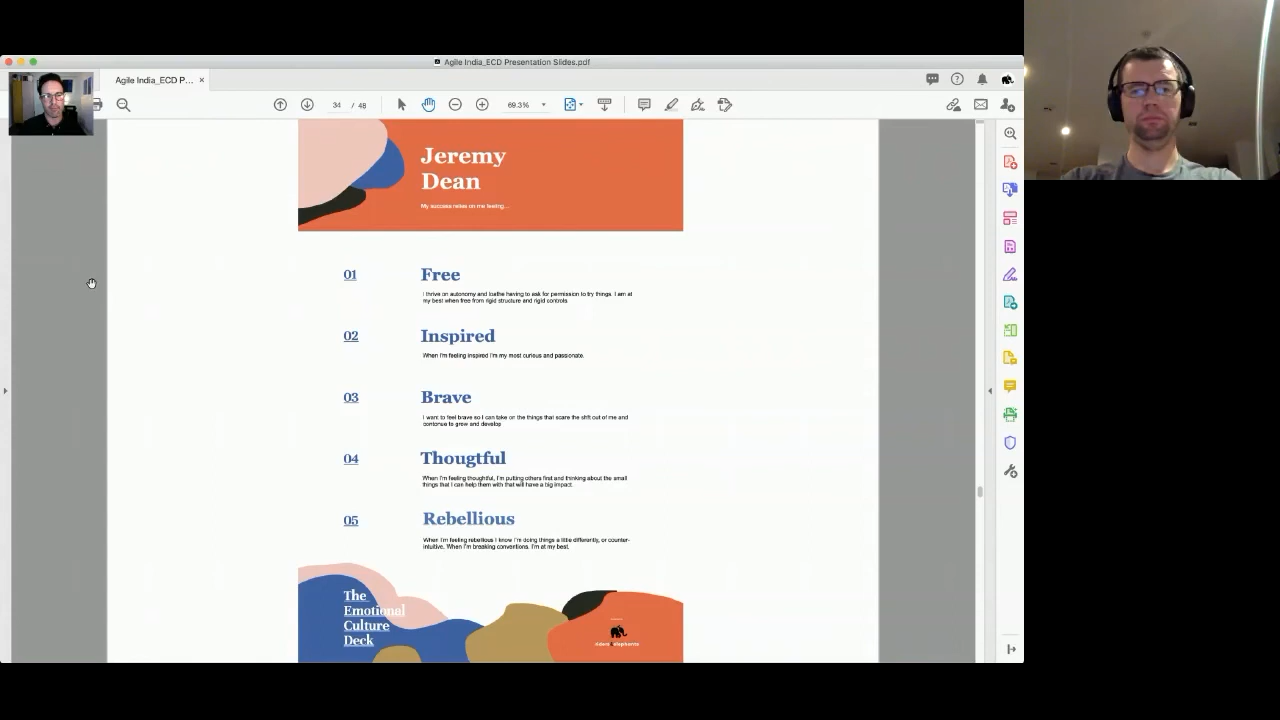 Agile India_ECD Presentation Slides.pdf
Agile India_ECD P... ×
34 / 48
69.3%
Jeremy
Dean
My success relies on me feeling...
01 Free
I thrive on autonomy and loathe having to ask for permission to try things. I am at
my best when free from rigid structure and rigid controls
02 Inspired
When I'm feeling inspired I'm my most curious and passionate.
03 Brave
I want to feel brave so I can take on the things that scare the sh!t out of me and
continue to grow and develop
04 Thougtful
When I'm feeling thoughtful, I'm putting others first and thinking about the small
things that I can help them with that will have a big impact.
05 Rebellious
When I'm feeling rebellious I know I'm doing things a little differently, or counter-
intuitive. When I'm breaking conventions. I'm at my best.
The
Emotional
Culture
Deck
riders&elephants